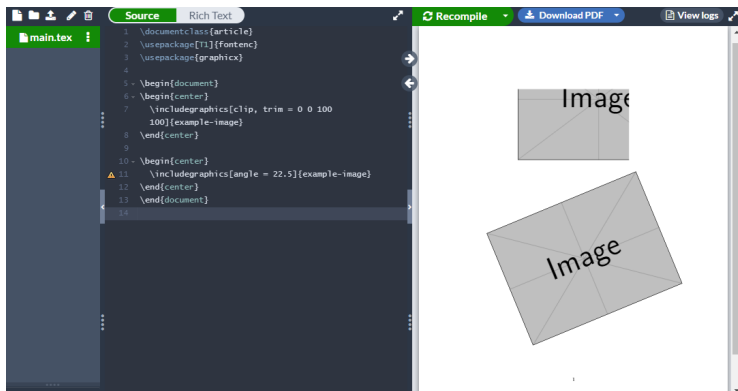 Source Rich Text
Recompile Download PDF View logs
main.tex
1 \documentclass{article}
2 \usepackage[T1]{fontenc}
3 \usepackage{graphicx}
4
5 \begin{document}
6 \begin{center}
7 \includegraphics[clip, trim = 0 0 100
100]{example-image}
8 \end{center}
9
10 \begin{center}
11 \includegraphics[angle = 22.5]{example-image}
12 \end{center}
13 \end{document}
14
Image
Image
1